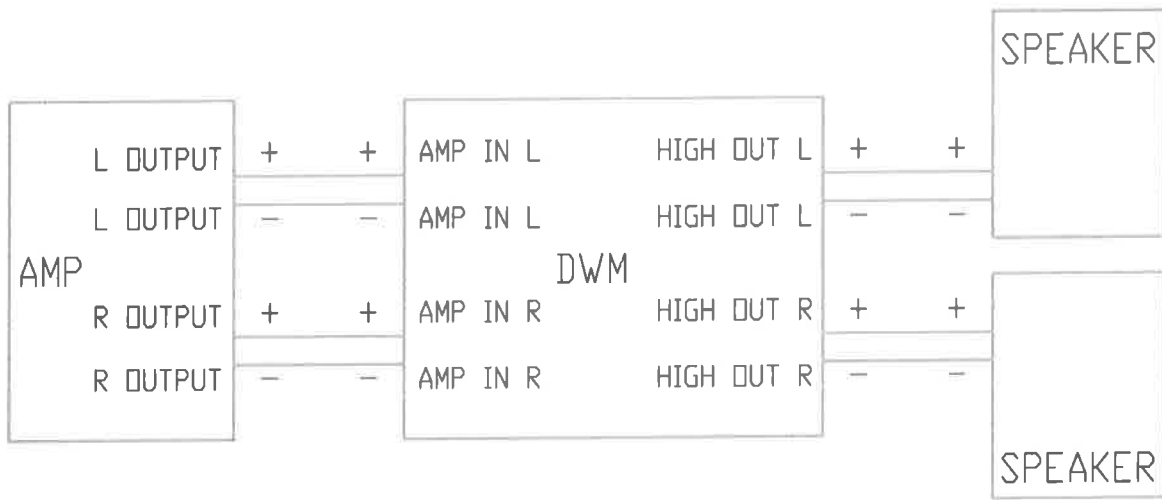 SPEAKER
L OUTPUT + + AMP IN L HIGH OUT L + +
L OUTPUT - - AMP IN L HIGH OUT L - -
AMP DWM
R OUTPUT + + AMP IN R HIGH OUT R + +
R OUTPUT - - AMP IN R HIGH OUT R - -
SPEAKER